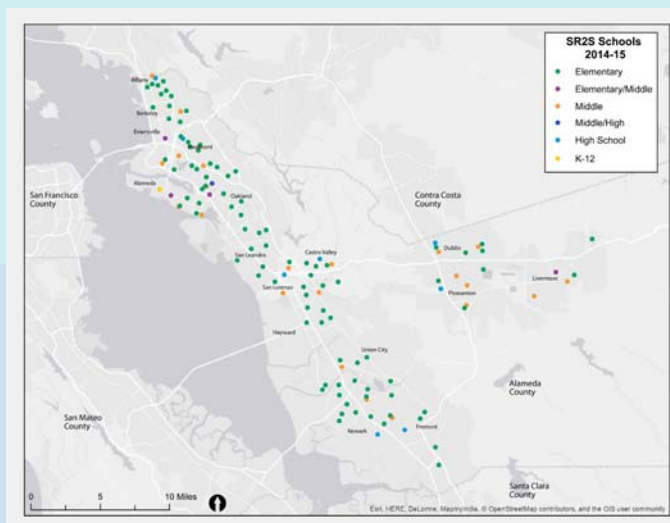 SR2S Schools
2014-15
Elementary
Elementary/Middle
Middle
Middle/High
High School
K-12
Albany
Berkeley
Emeryville
Piedmont
Alameda
Oakland
San Francisco
County
Contra Costa
County
San Leandro
Castro Valley
Dublin
Livermore
San Lorenzo
Pleasanton
Hayward
Union City
Alameda
County
San Mateo
County
Newark
Fremont
Santa Clara
County
0 5 10 Miles
Esri, HERE, DeLorme, MapmyIndia, © OpenStreetMap contributors, and the GIS user community